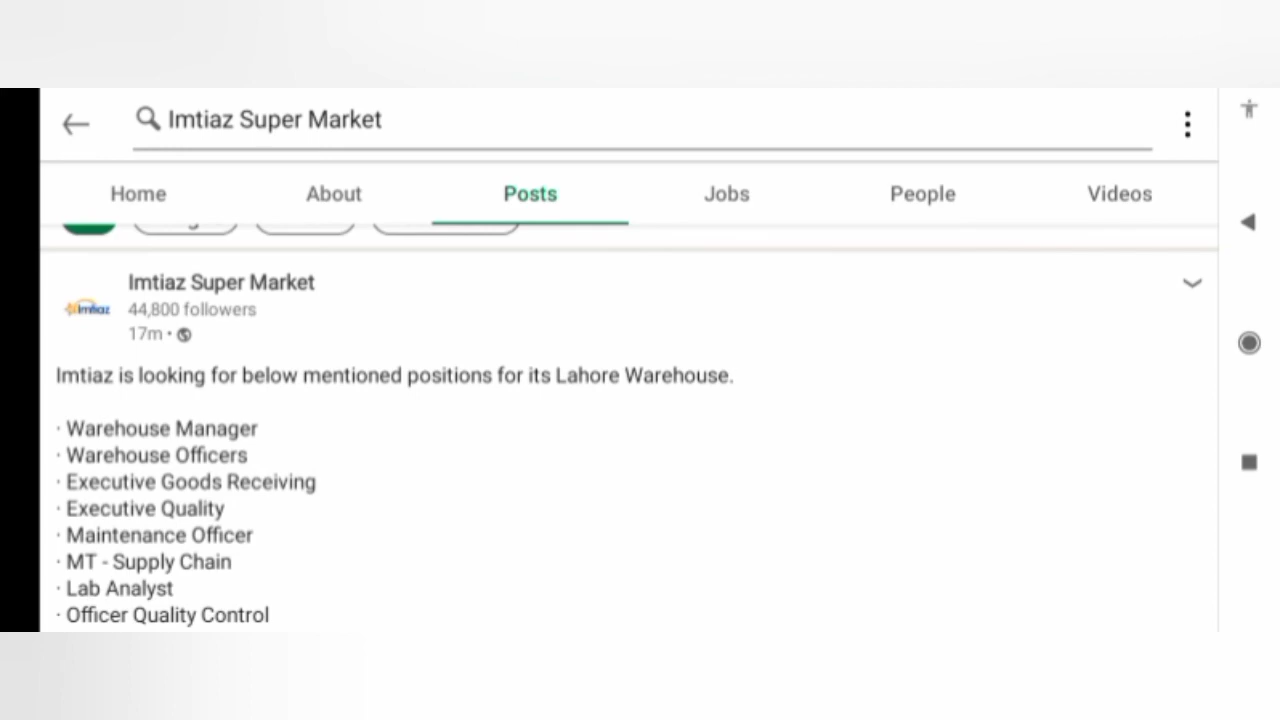 Imtiaz Super Market
Home About Posts Jobs People Videos
Imtiaz Super Market
Imtiaz
44,800 followers
17m •
Imtiaz is looking for below mentioned positions for its Lahore Warehouse.
· Warehouse Manager
· Warehouse Officers
· Executive Goods Receiving
· Executive Quality
· Maintenance Officer
· MT - Supply Chain
· Lab Analyst
· Officer Quality Control